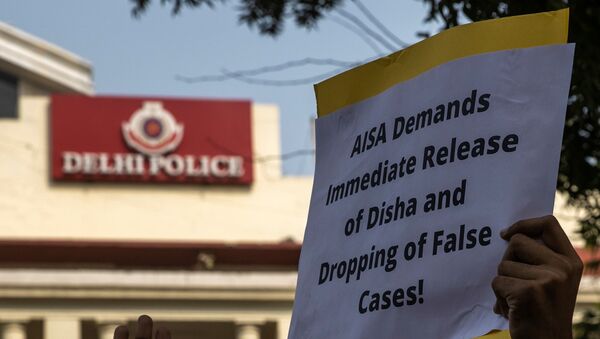 DELHI POLICE
AISA Demands
Immediate Release
of Disha and
Dropping of False
Cases!